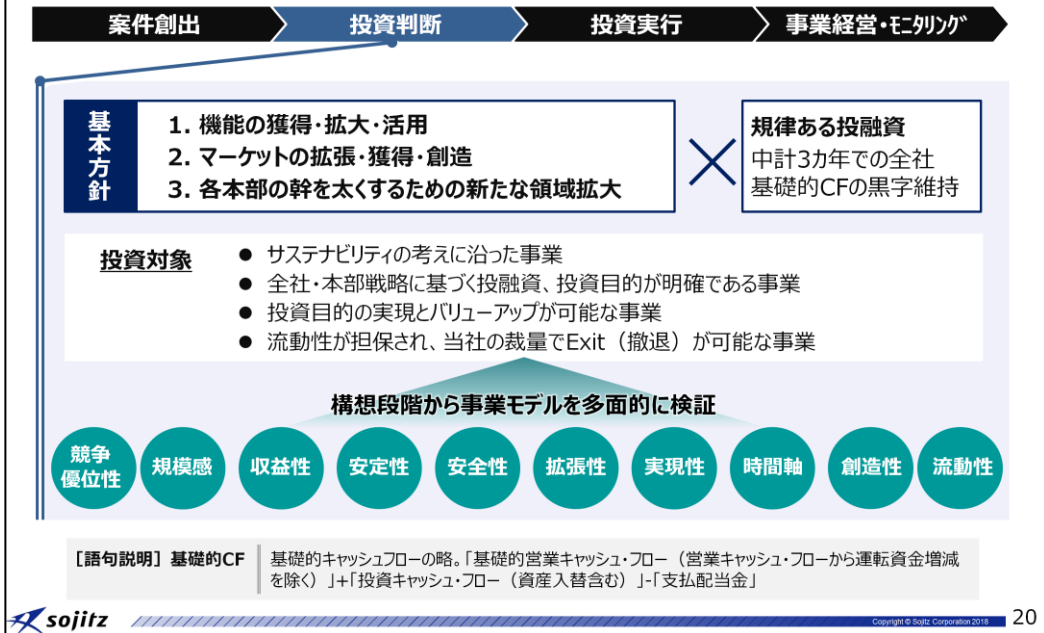 案件創出
投資判断
投資実行
事業経営・ﾓﾆﾀﾘﾝｸﾞ
基本方針
1. 機能の獲得・拡大・活用
2. マーケットの拡張・獲得・創造
3. 各本部の幹を太くするための新たな領域拡大
規律ある投融資
中計3カ年での全社
基礎的CFの黒字維持
投資対象
● サステナビリティの考えに沿った事業
● 全社・本部戦略に基づく投融資、投資目的が明確である事業
● 投資目的の実現とバリューアップが可能な事業
● 流動性が担保され、当社の裁量でExit（撤退）が可能な事業
構想段階から事業モデルを多面的に検証
競争
優位性
規模感
収益性
安定性
安全性
拡張性
実現性
時間軸
創造性
流動性
［語句説明］基礎的CF
基礎的キャッシュフローの略。「基礎的営業キャッシュ・フロー（営業キャッシュ・フローから運転資金増減
を除く）」+「投資キャッシュ・フロー（資産入替含む）」-「支払配当金」
sojitz
Copyright © Sojitz Corporation 2018
20